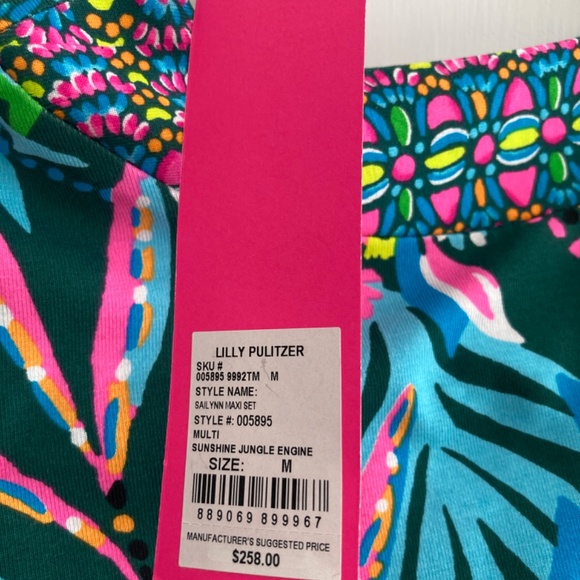 LILLY PULITZER
SKU #
005895 9992TM M
STYLE NAME:
SAILYNN MAXI SET
STYLE #: 005895
MULTI
SUNSHINE JUNGLE ENGINE
SIZE: M
889069 899967
MANUFACTURER'S SUGGESTED PRICE
$258.00